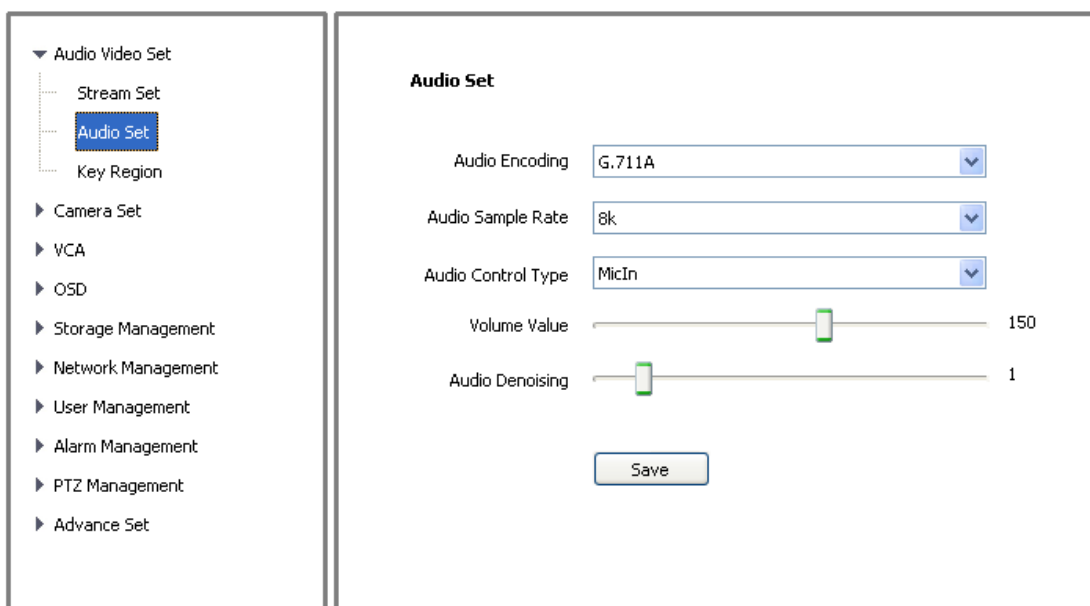 Audio Video Set
Stream Set
Audio Set
Key Region
Camera Set
VCA
OSD
Storage Management
Network Management
User Management
Alarm Management
PTZ Management
Advance Set
Audio Set
Audio Encoding G.711A
Audio Sample Rate 8k
Audio Control Type MicIn
Volume Value 150
Audio Denoising 1
Save